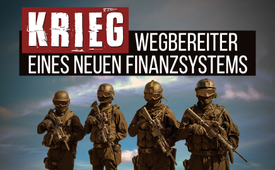 KRIEG
WEGBEREITER
EINES NEUEN FINANZSYSTEMS